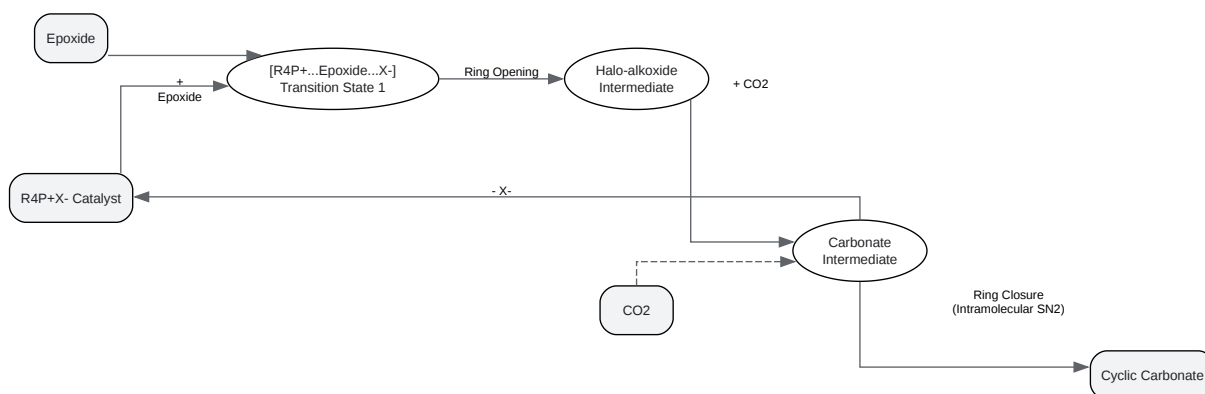 Epoxide
[R4P+...Epoxide...X-]
Transition State 1
Ring Opening
Halo-alkoxide
Intermediate
+ CO2
+
Epoxide
R4P+X- Catalyst
- X-
Carbonate
Intermediate
CO2
Ring Closure
(Intramolecular SN2)
Cyclic Carbonate